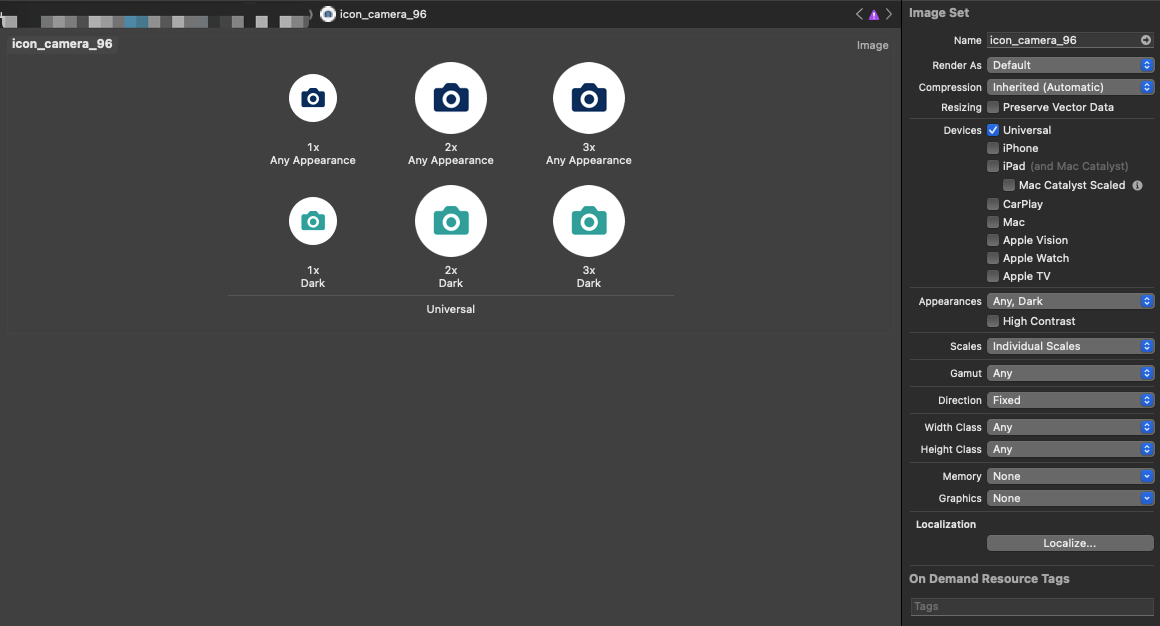 icon_camera_96
icon_camera_96
Image
1x
Any Appearance
2x
Any Appearance
3x
Any Appearance
1x
Dark
2x
Dark
3x
Dark
Universal
Image Set
Name icon_camera_96
Render As Default
Compression Inherited (Automatic)
Resizing Preserve Vector Data
Devices Universal
iPhone
iPad (and Mac Catalyst)
Mac Catalyst Scaled
CarPlay
Mac
Apple Vision
Apple Watch
Apple TV
Appearances Any, Dark
High Contrast
Scales Individual Scales
Gamut Any
Direction Fixed
Width Class Any
Height Class Any
Memory None
Graphics None
Localization
Localize...
On Demand Resource Tags
Tags